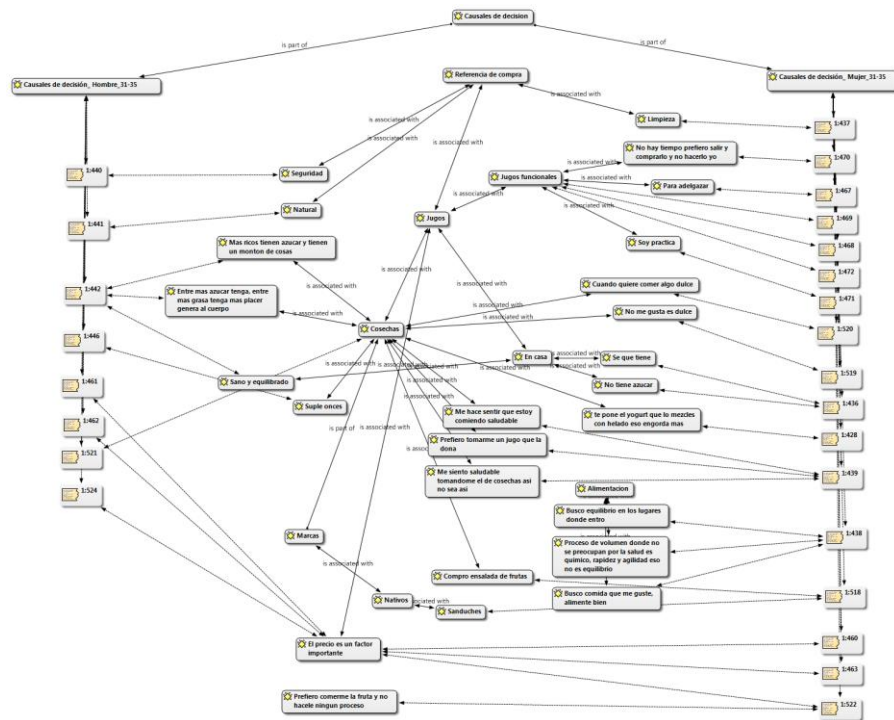 Causales de decision
is part of
is part of
Causales de decisión_ Hombre_31-35
Referencia de compra
Causales de decisión_ Mujer_31-35
is associated with
is associated with
is associated with
is associated with
Limpieza
1:437
No hay tiempo prefiero salir y
comprarlo y no hacerlo yo
1:470
is associated with
1:440
Seguridad
Jugos funcionales
is associated with
Para adelgazar
1:467
is associated with
is associated with
Natural
Jugos
1:469
1:441
Soy practica
1:468
Mas ricos tienen azucar y tienen
un monton de cosas
is associated with
1:472
is associated with
is associated with
Cuando quiere comer algo dulce
1:471
1:442
Entre mas azucar tenga, entre
mas grasa tenga mas placer
genera al cuerpo
is associated with
is associated with
is associated with
No me gusta es dulce
1:520
Cosechas
1:446
En casa
is associated with
Se que tiene
is associated with
is associated with
is associated with
1:519
1:461
Sano y equilibrado
No tiene azucar
is associated with
Suple onces
1:436
Me hace sentir que estoy
comiendo saludable
te pone el yogurt que lo mezcles
con helado eso engorda mas
1:462
is part of
is associated with
1:428
1:521
Prefiero tomarme un jugo que la
dona
1:439
1:524
Me siento saludable
tomandome el de cosechas asi
no sea asi
Alimentacion
Busco equilibrio en los lugares
donde entro
Marcas
1:438
Proceso de volumen donde no
se preocupan por la salud es
quimico, rapidez y agilidad eso
no es equilibrio
is associated with
Compro ensalada de frutas
Busco comida que me guste,
alimente bien
1:518
Nativos
Sanduches
El precio es un factor
importante
1:460
1:463
Prefiero comerme la fruta y no
hacele ningun proceso
1:522